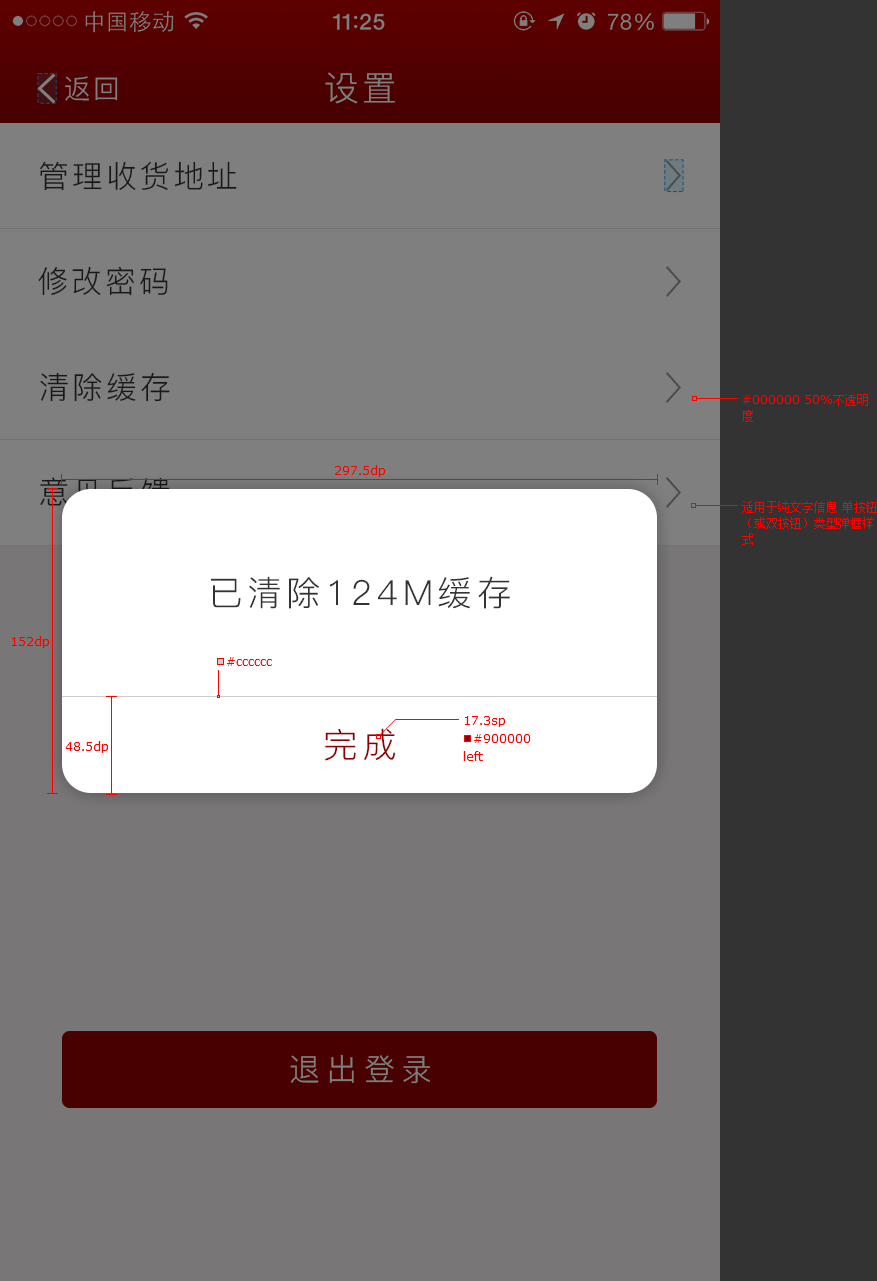 中国移动 11:25 78%
返回 设置
管理收货地址
修改密码
清除缓存
#000000 50%不透明
度
297.5dp
意见反馈
适用于纯文字信息 单按钮
（或双按钮）类型弹框样
式
已清除124M缓存
152dp
#cccccc
17.3sp
#900000
left
完成
48.5dp
退出登录